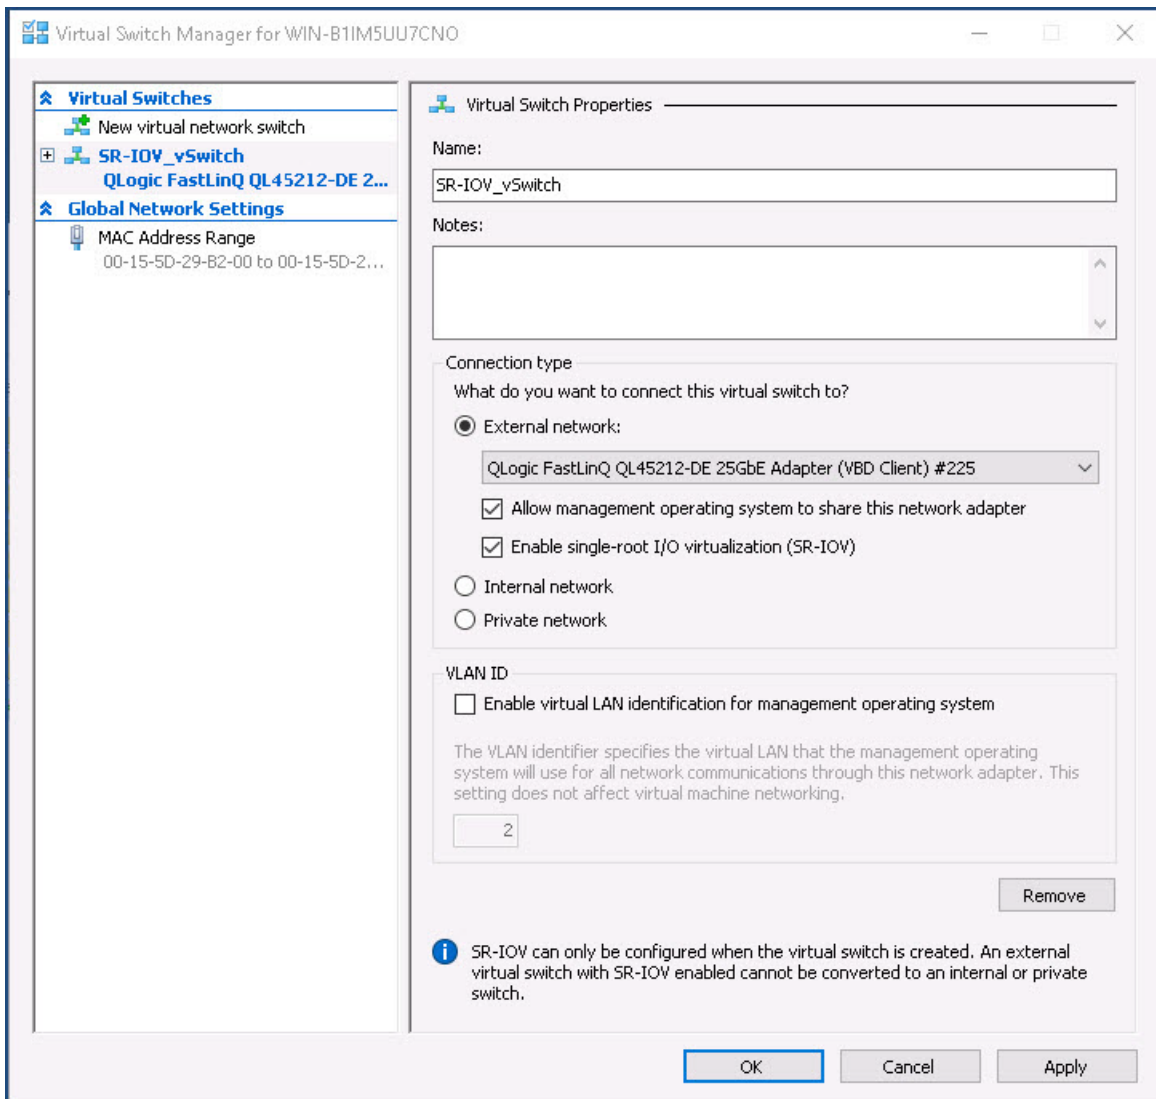 Virtual Switch Manager for WIN-B1IM5UU7CNO
Virtual Switches
New virtual network switch
SR-IOV_vSwitch
QLogic FastLinQ QL45212-DE 2...
Global Network Settings
MAC Address Range
00-15-5D-29-B2-00 to 00-15-5D-2...
Virtual Switch Properties
Name:
SR-IOV_vSwitch
Notes:
Connection type
What do you want to connect this virtual switch to?
External network:
QLogic FastLinQ QL45212-DE 25GbE Adapter (VBD Client) #225
Allow management operating system to share this network adapter
Enable single-root I/O virtualization (SR-IOV)
Internal network
Private network
VLAN ID
Enable virtual LAN identification for management operating system
The VLAN identifier specifies the virtual LAN that the management operating
system will use for all network communications through this network adapter. This
setting does not affect virtual machine networking.
2
Remove
SR-IOV can only be configured when the virtual switch is created. An external
virtual switch with SR-IOV enabled cannot be converted to an internal or private
switch.
OK
Cancel
Apply